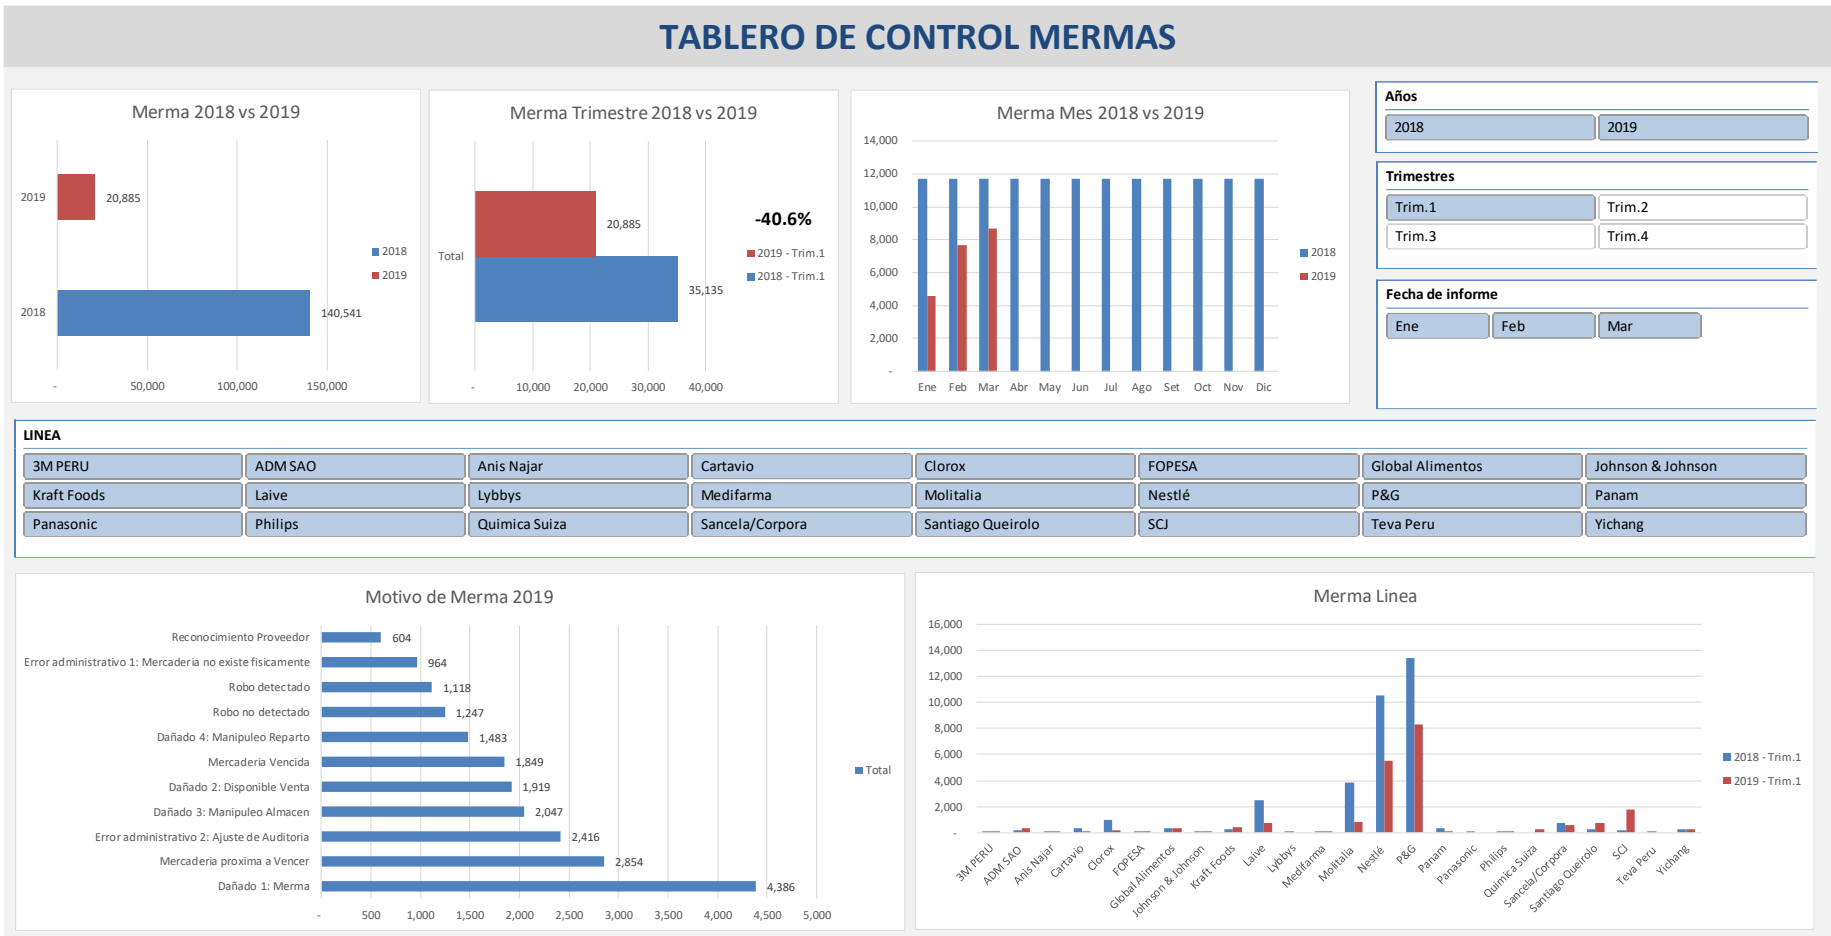 TABLERO DE CONTROL MERMAS
Merma 2018 vs 2019
2019
20,885
2018
140,541
-
50,000
100,000
150,000
2018
2019
Merma Trimestre 2018 vs 2019
Total
20,885
35,135
-40.6%
2019 - Trim.1
2018 - Trim.1
-
10,000
20,000
30,000
40,000
Merma Mes 2018 vs 2019
14,000
12,000
10,000
8,000
6,000
4,000
2,000
-
Ene Feb Mar Abr May Jun Jul Ago Set Oct Nov Dic
2018
2019
Años
2018 2019
Trimestres
Trim.1 Trim.2
Trim.3 Trim.4
Fecha de informe
Ene Feb Mar
LINEA
3M PERU ADM SAO Anis Najar Cartavio Clorox FOPESA Global Alimentos Johnson & Johnson
Kraft Foods Laive Lybbys Medifarma Molitalia Nestlé P&G Panam
Panasonic Philips Quimica Suiza Sancela/Corpora Santiago Queirolo SCJ Teva Peru Yichang
Motivo de Merma 2019
Reconocimiento Proveedor 604
Error administrativo 1: Mercaderia no existe fisicamente 964
Robo detectado 1,118
Robo no detectado 1,247
Dañado 4: Manipuleo Reparto 1,483
Mercaderia Vencida 1,849
Dañado 2: Disponible Venta 1,919
Dañado 3: Manipuleo Almacen 2,047
Error administrativo 2: Ajuste de Auditoria 2,416
Mercaderia proxima a Vencer 2,854
Dañado 1: Merma 4,386
- 500 1,000 1,500 2,000 2,500 3,000 3,500 4,000 4,500 5,000
Total
Merma Linea
16,000
14,000
12,000
10,000
8,000
6,000
4,000
2,000
-
3M PERU
ADM SAO
Anis Najar
Cartavio
Clorox
FOPESA
Global Alimentos
Johnson & Johnson
Kraft Foods
Laive
Lybbys
Medifarma
Molitalia
Nestlé
P&G
Panam
Panasonic
Philips
Quimica Suiza
Sancela/Corpora
Santiago Queirolo
SCJ
Teva Peru
Yichang
2018 - Trim.1
2019 - Trim.1